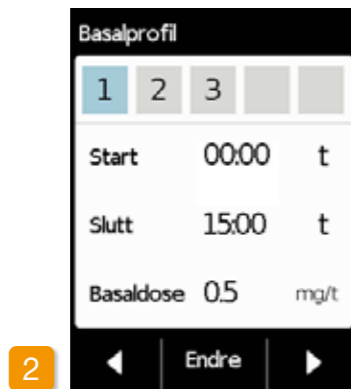 Basalprofil
1 2 3
Start 00:00 t
Slutt 15:00 t
Basaldose 0.5 mg/t
2 Endre